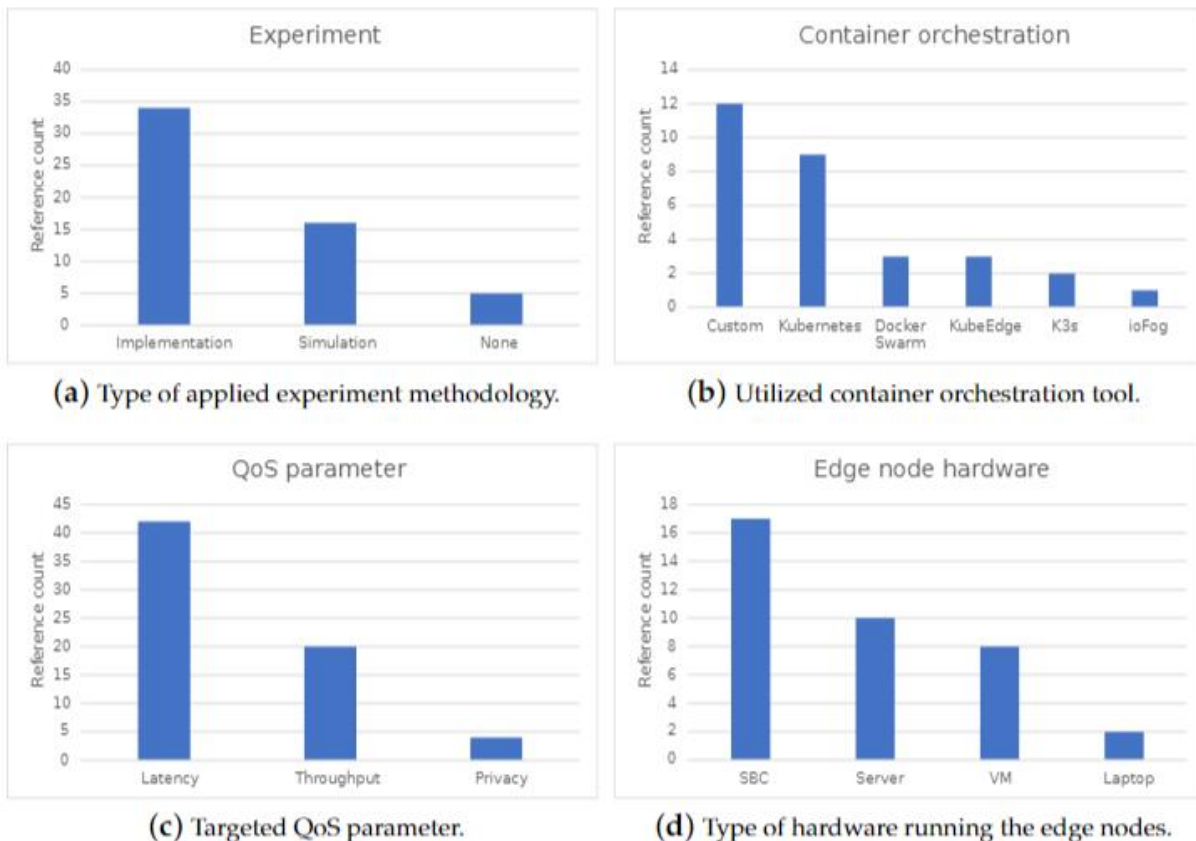 Experiment
Reference count
40
35
30
25
20
15
10
5
0
Implementation
Simulation
None
(a) Type of applied experiment methodology.
Container orchestration
Reference count
14
12
10
8
6
4
2
0
Custom
Kubernetes
Docker
Swarm
KubeEdge
K3s
ioFog
(b) Utilized container orchestration tool.
QoS parameter
Reference count
45
40
35
30
25
20
15
10
5
0
Latency
Throughput
Privacy
(c) Targeted QoS parameter.
Edge node hardware
Reference count
18
16
14
12
10
8
6
4
2
0
SBC
Server
VM
Laptop
(d) Type of hardware running the edge nodes.